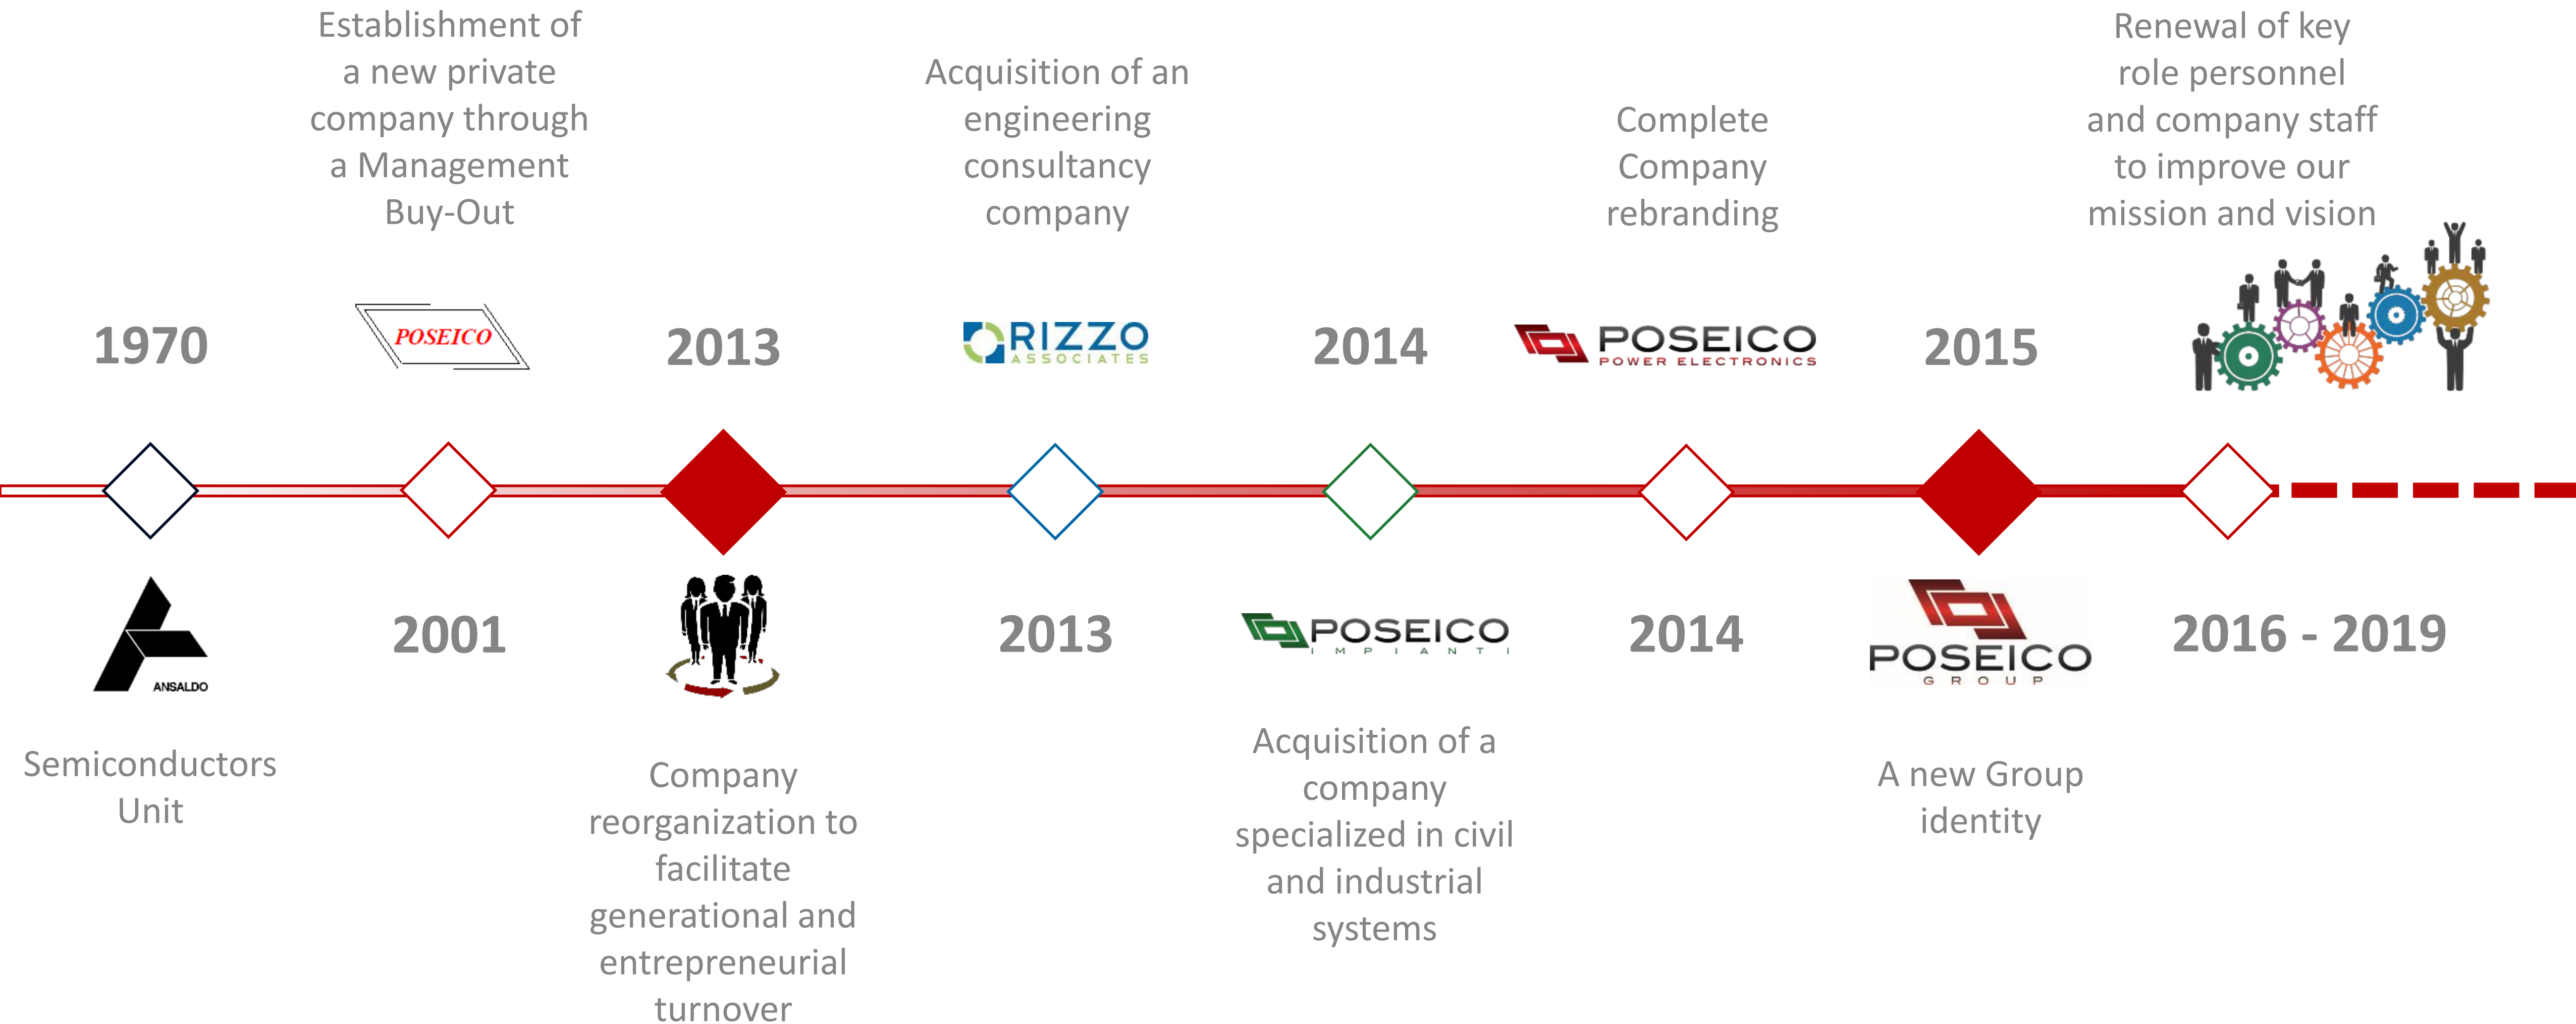 1970
ANSALDO
Semiconductors
Unit
Establishment of
a new private
company through
a Management
Buy-Out
POSEICO
2001
2013
Company
reorganization to
facilitate
generational and
entrepreneurial
turnover
Acquisition of an
engineering
consultancy
company
RIZZO
ASSOCIATES
2013
2014
POSEICO
IMPIANTI
Acquisition of a
company
specialized in civil
and industrial
systems
Complete
Company
rebranding
POSEICO
POWER ELECTRONICS
2014
2015
POSEICO
GROUP
A new Group
identity
Renewal of key
role personnel
and company staff
to improve our
mission and vision
2016 - 2019